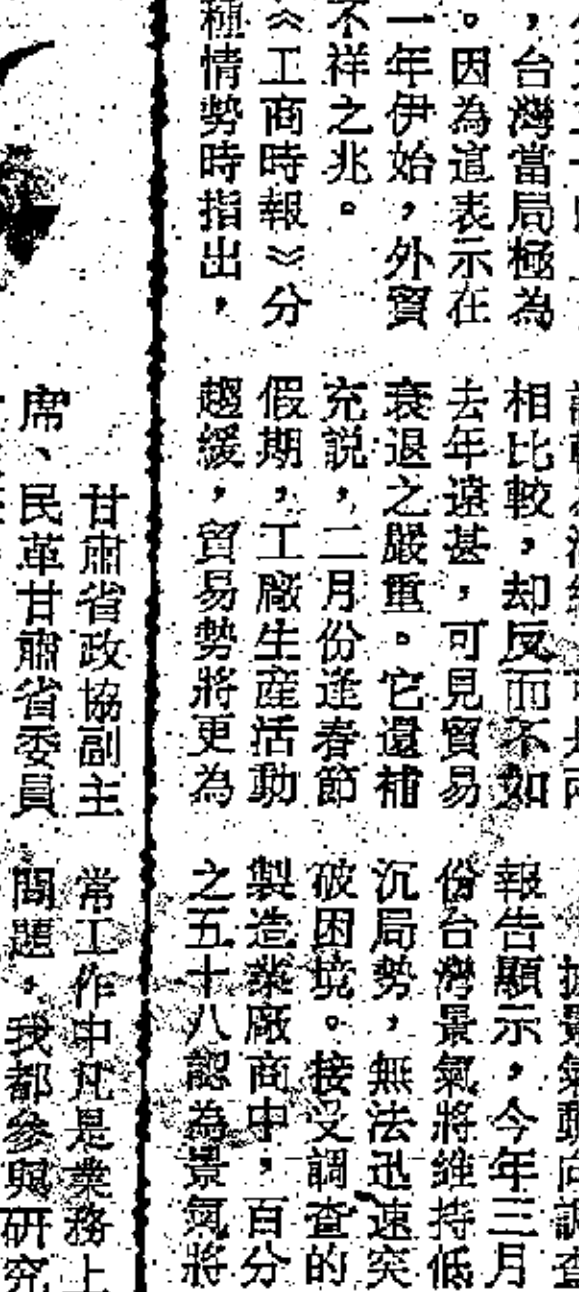 ，台灣當局極為
。因為這表示在
一年伊始，外貿
不祥之兆。
《工商時報》分
種情勢時指出，
相比較，却反而不如
去年遠甚，可見貿易
衰退之嚴重。它還補
充説，二月份逢春節
假期，工廠生產活動
趨緩，貿易勢將更為
據景氣動向調查
報告顯示，今年三月
份台灣景氣將維持低
沉局勢，無法迅速突
破困境。接受調查的
製造業廠商中，百分
之五十八認為景氣將
甘肅省政協副主
席、民革甘肅省委員
常工作中凡是業務上
問題，我都參與研究